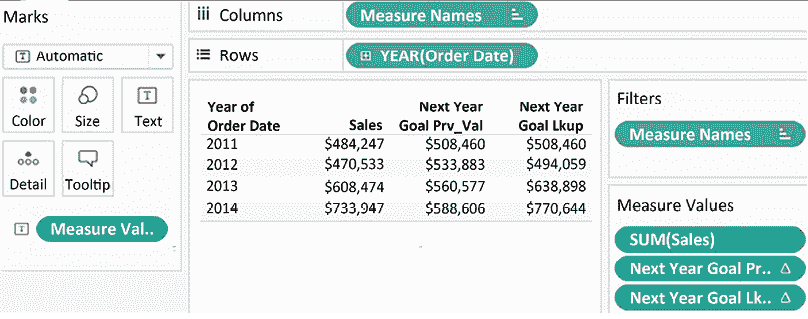 Marks
Columns
Measure Names
Rows
YEAR(Order Date)
Automatic
Color
Size
Text
Detail
Tooltip
Measure Val..
Year of
Order Date
Sales
Next Year
Goal Prv_Val
Next Year
Goal Lkup
2011 $484,247 $508,460 $508,460
2012 $470,533 $533,883 $494,059
2013 $608,474 $560,577 $638,898
2014 $733,947 $588,606 $770,644
Filters
Measure Names
Measure Values
SUM(Sales)
Next Year Goal Pr.. Δ
Next Year Goal Lk.. Δ